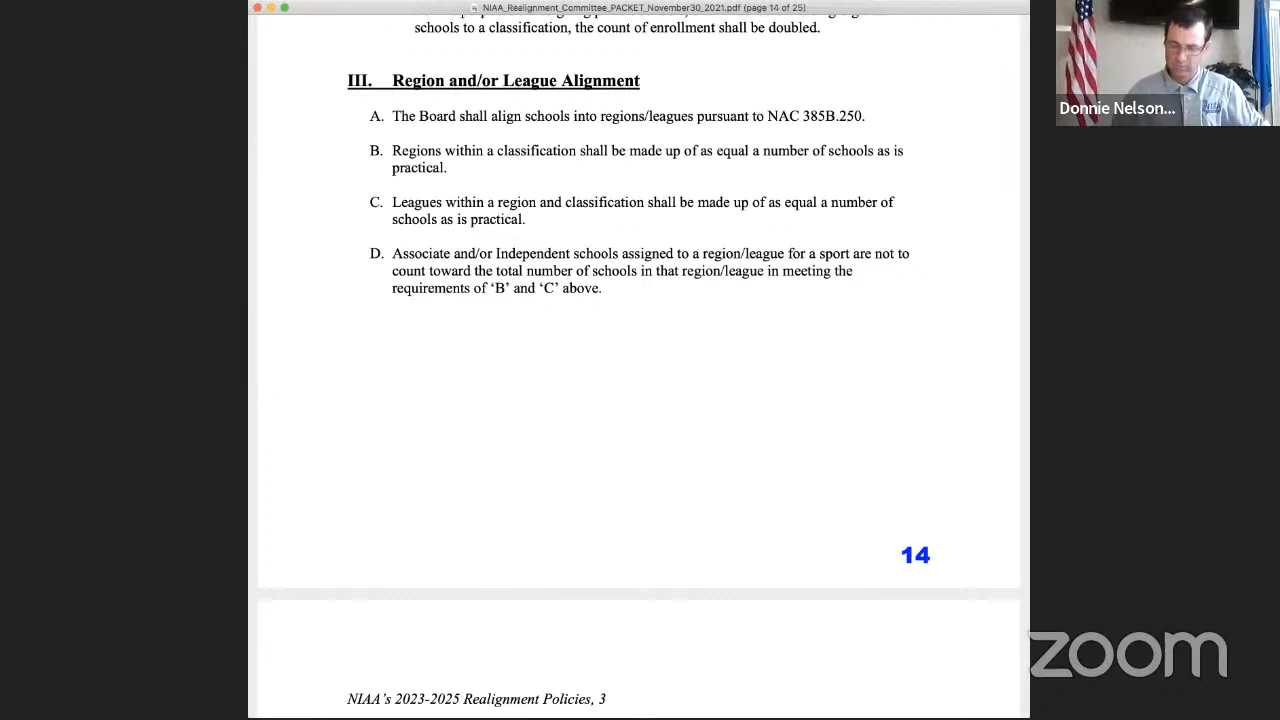 NIAA_Realignment_Committee_PACKET_November30_2021.pdf (page 14 of 25)
schools to a classification, the count of enrollment shall be doubled.
III. Region and/or League Alignment
A. The Board shall align schools into regions/leagues pursuant to NAC 385B.250.
B. Regions within a classification shall be made up of as equal a number of schools as is
practical.
C. Leagues within a region and classification shall be made up of as equal a number of
schools as is practical.
D. Associate and/or Independent schools assigned to a region/league for a sport are not to
count toward the total number of schools in that region/league in meeting the
requirements of ‘B’ and ‘C’ above.
14
NIAA's 2023-2025 Realignment Policies, 3
Donnie Nelson...
zoom